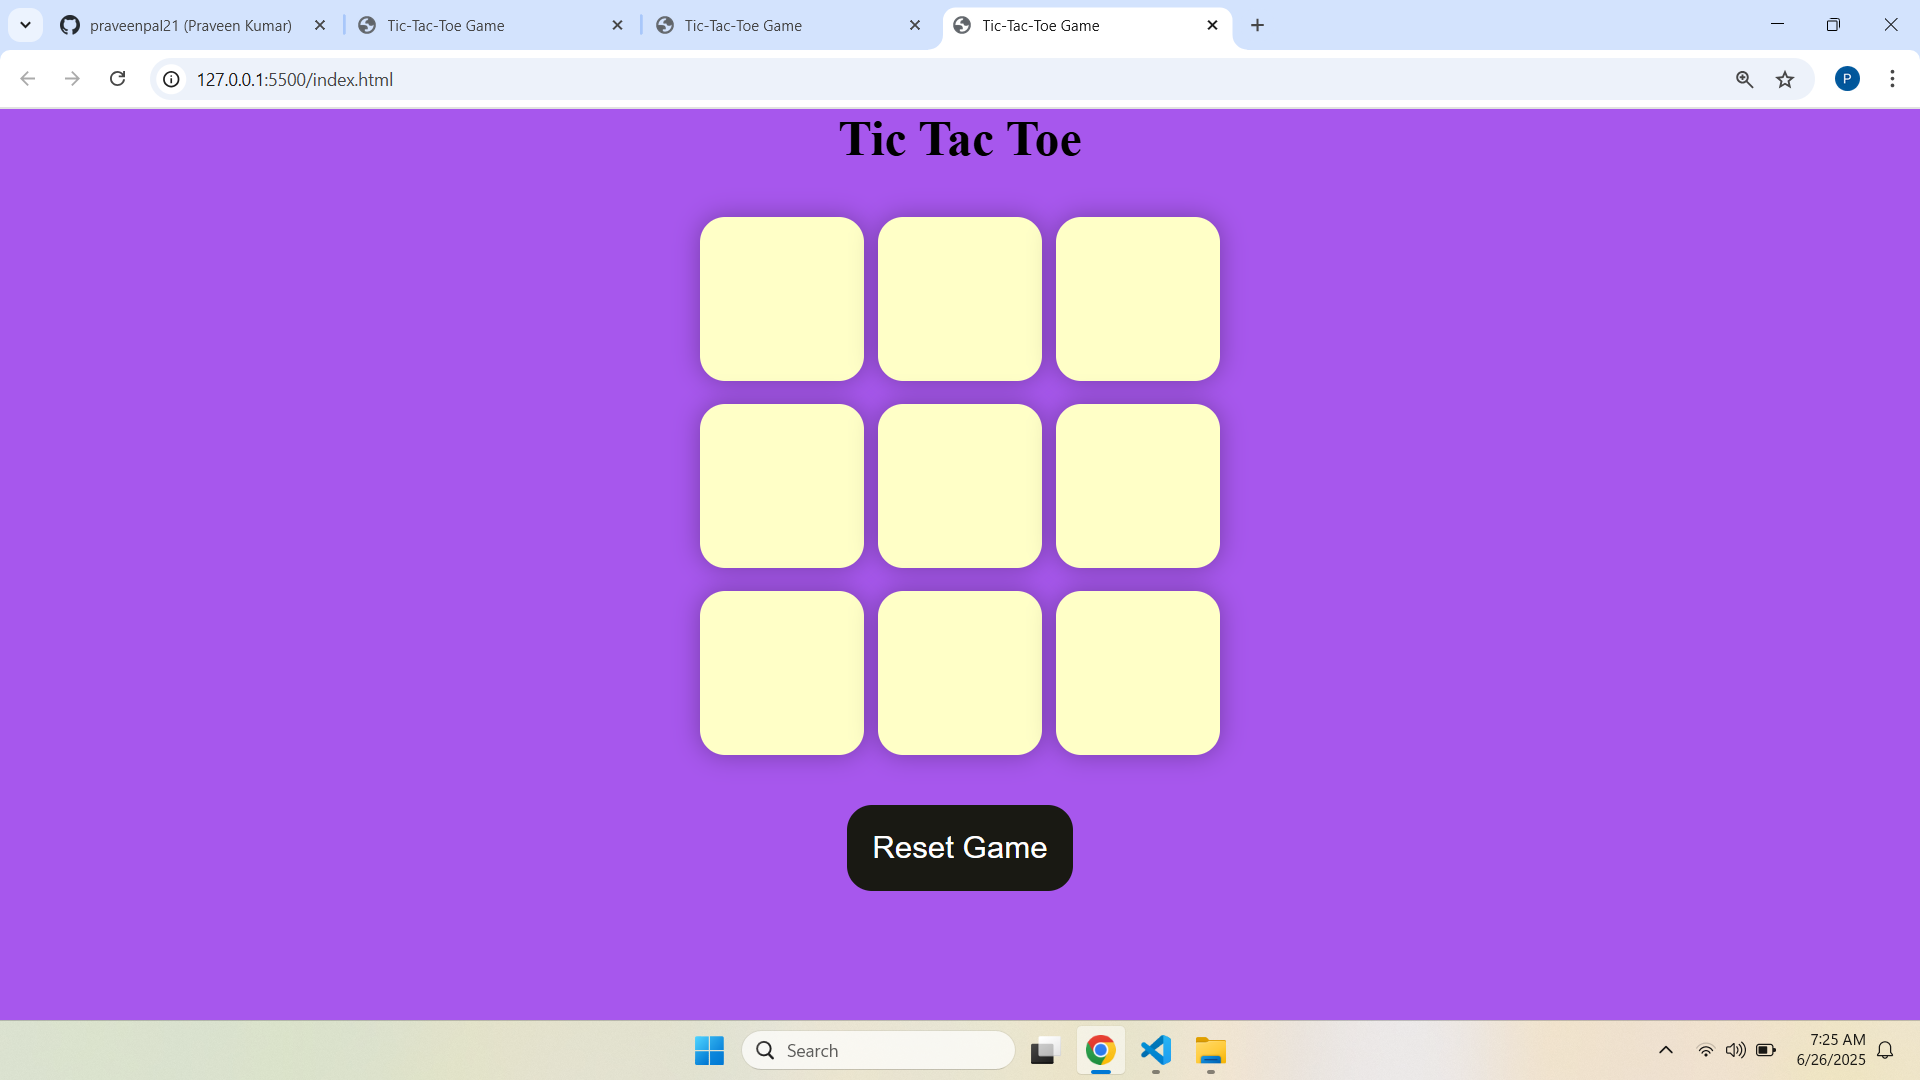 praveenpal21 (Praveen Kumar)
Tic-Tac-Toe Game
Tic-Tac-Toe Game
Tic-Tac-Toe Game
127.0.0.1:5500/index.html
P
Tic Tac Toe
Reset Game
Search
7:25 AM
6/26/2025